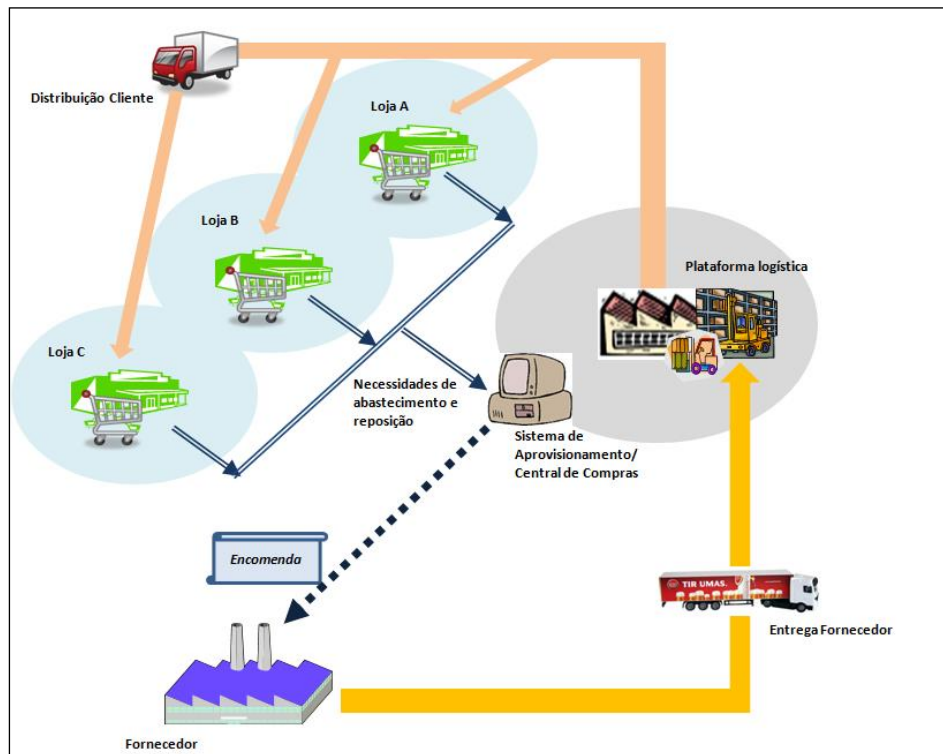 Distribuição Cliente
Loja A
Loja B
Loja C
Plataforma logística
Necessidades de
abastecimento e
reposição
Sistema de
Aprovisionamento/
Central de Compras
Encomenda
TIR UMAS.
Entrega Fornecedor
Fornecedor